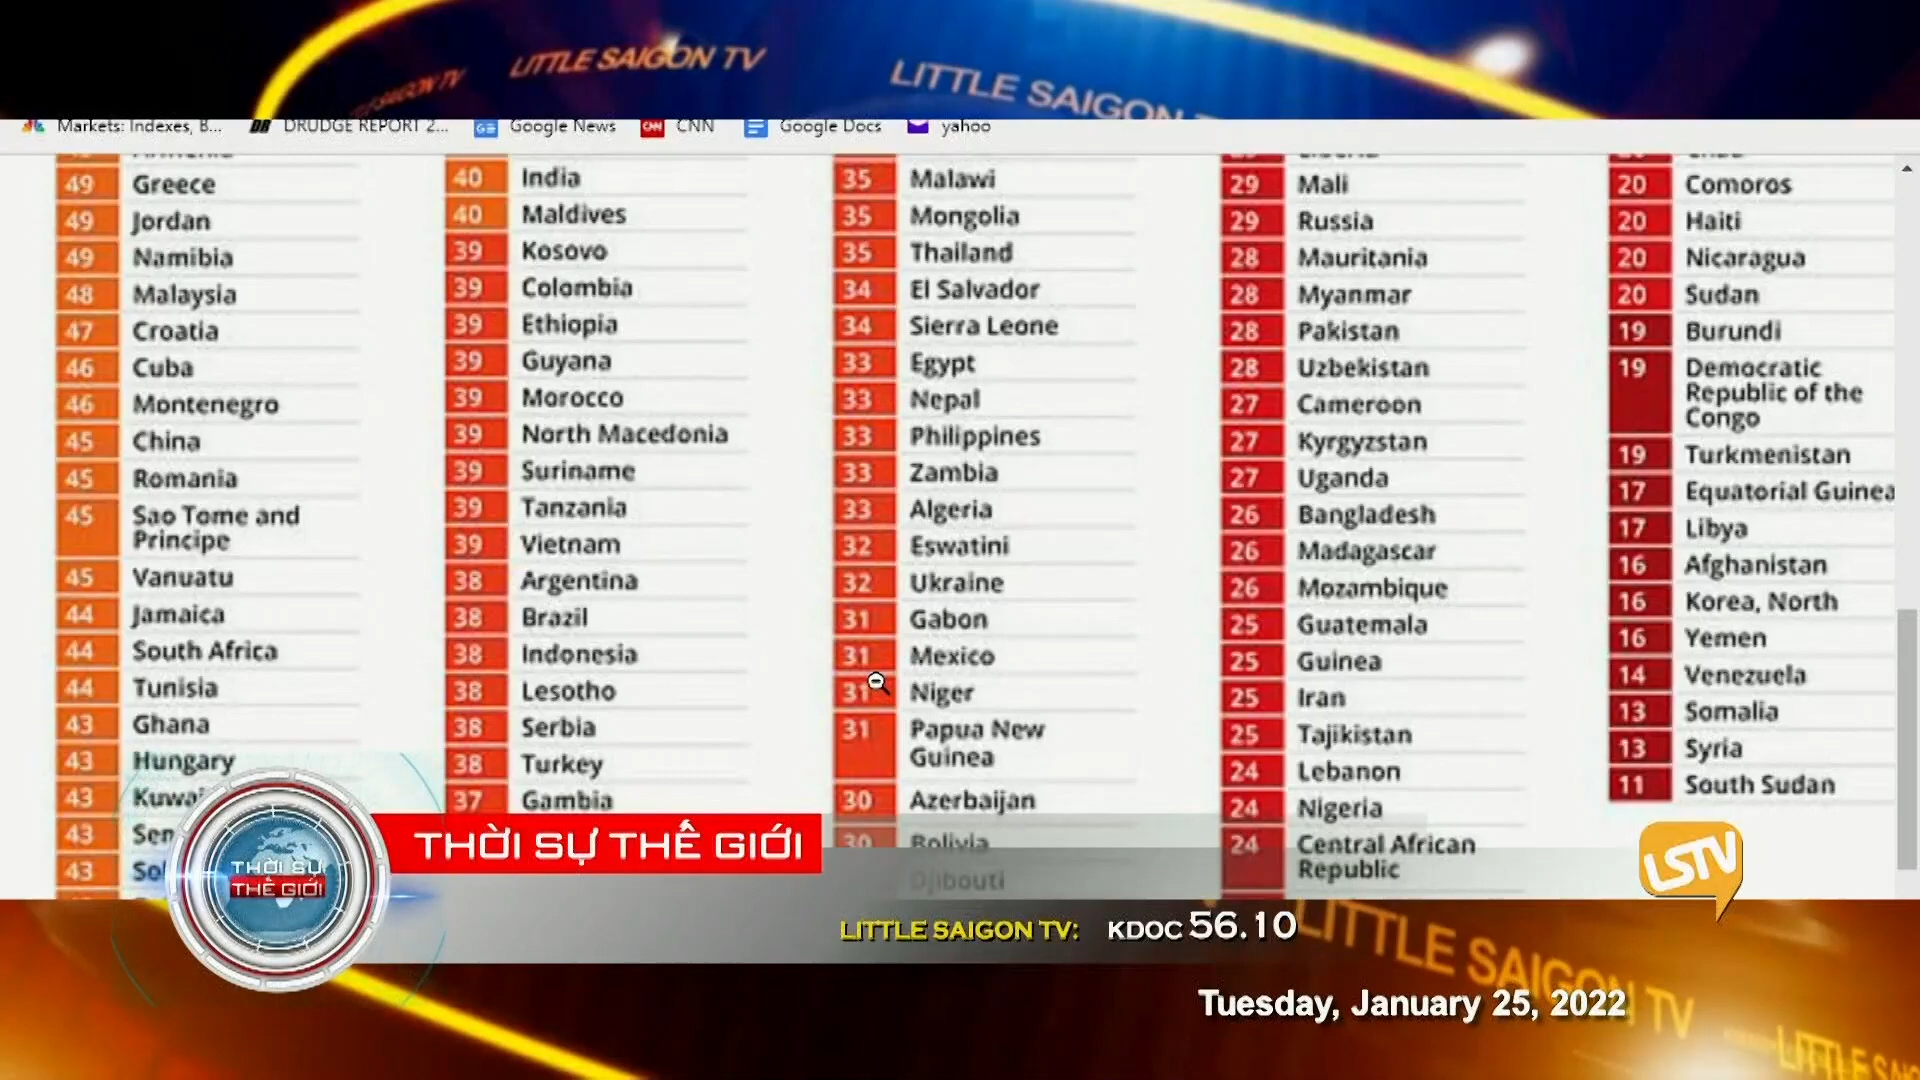 LITTLE SAIGON TV
LITTLE SAIGON TV
LITTLE SAIGON T
Markets: Indexes, B... DRUDGE REPORT 2... Google News CNN Google Docs yahoo
49 Greece
49 Jordan
49 Namibia
48 Malaysia
47 Croatia
46 Cuba
46 Montenegro
45 China
45 Romania
45 Sao Tome and
Principe
45 Vanuatu
44 Jamaica
44 South Africa
44 Tunisia
43 Ghana
43 Hungary
43 Kuwai
43 Sen
43 Sol
40 India
40 Maldives
39 Kosovo
39 Colombia
39 Ethiopia
39 Guyana
39 Morocco
39 North Macedonia
39 Suriname
39 Tanzania
39 Vietnam
38 Argentina
38 Brazil
38 Indonesia
38 Lesotho
38 Serbia
38 Turkey
37 Gambia
35 Malawi
35 Mongolia
35 Thailand
34 El Salvador
34 Sierra Leone
33 Egypt
33 Nepal
33 Philippines
33 Zambia
33 Algeria
32 Eswatini
32 Ukraine
31 Gabon
31 Mexico
31 Niger
31 Papua New
Guinea
30 Azerbaijan
30 Bolivia
Djibouti
29 Mali
29 Russia
28 Mauritania
28 Myanmar
28 Pakistan
28 Uzbekistan
27 Cameroon
27 Kyrgyzstan
27 Uganda
26 Bangladesh
26 Madagascar
26 Mozambique
25 Guatemala
25 Guinea
25 Iran
25 Tajikistan
24 Lebanon
24 Nigeria
24 Central African
Republic
20 Comoros
20 Haiti
20 Nicaragua
20 Sudan
19 Burundi
19 Democratic
Republic of the
Congo
19 Turkmenistan
17 Equatorial Guinea
17 Libya
16 Afghanistan
16 Korea, North
16 Yemen
14 Venezuela
13 Somalia
13 Syria
11 South Sudan
THỜI SỰ THẾ GIỚI
THỜI SỰ
THẾ GIỚI
LSTV
LITTLE SAIGON TV: KDOC 56.10
LITTLE SAIGON TV
Tuesday, January 25, 2022
LITTLE SA